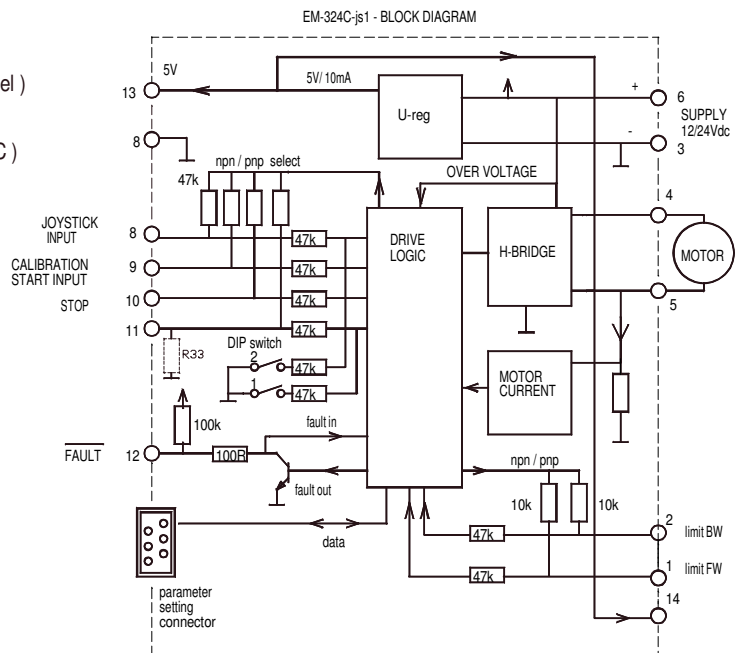 EM-324C-js1 - BLOCK DIAGRAM
el )
C )
5V
13
5V/ 10mA
U-reg
+
6
SUPPLY
12/24Vdc
-
3
8
npn / pnp select
47k
OVER VOLTAGE
4
JOYSTICK
INPUT
8
47k
DRIVE
LOGIC
H-BRIDGE
MOTOR
CALIBRATION
START INPUT
9
47k
STOP
10
47k
5
11
47k
R33
DIP switch
2
47k
1
47k
MOTOR
CURRENT
100k
fault in
FAULT
12
100R
npn / pnp
fault out
10k
10k
2
limit BW
47k
data
1
limit FW
47k
14
parameter
setting
connector